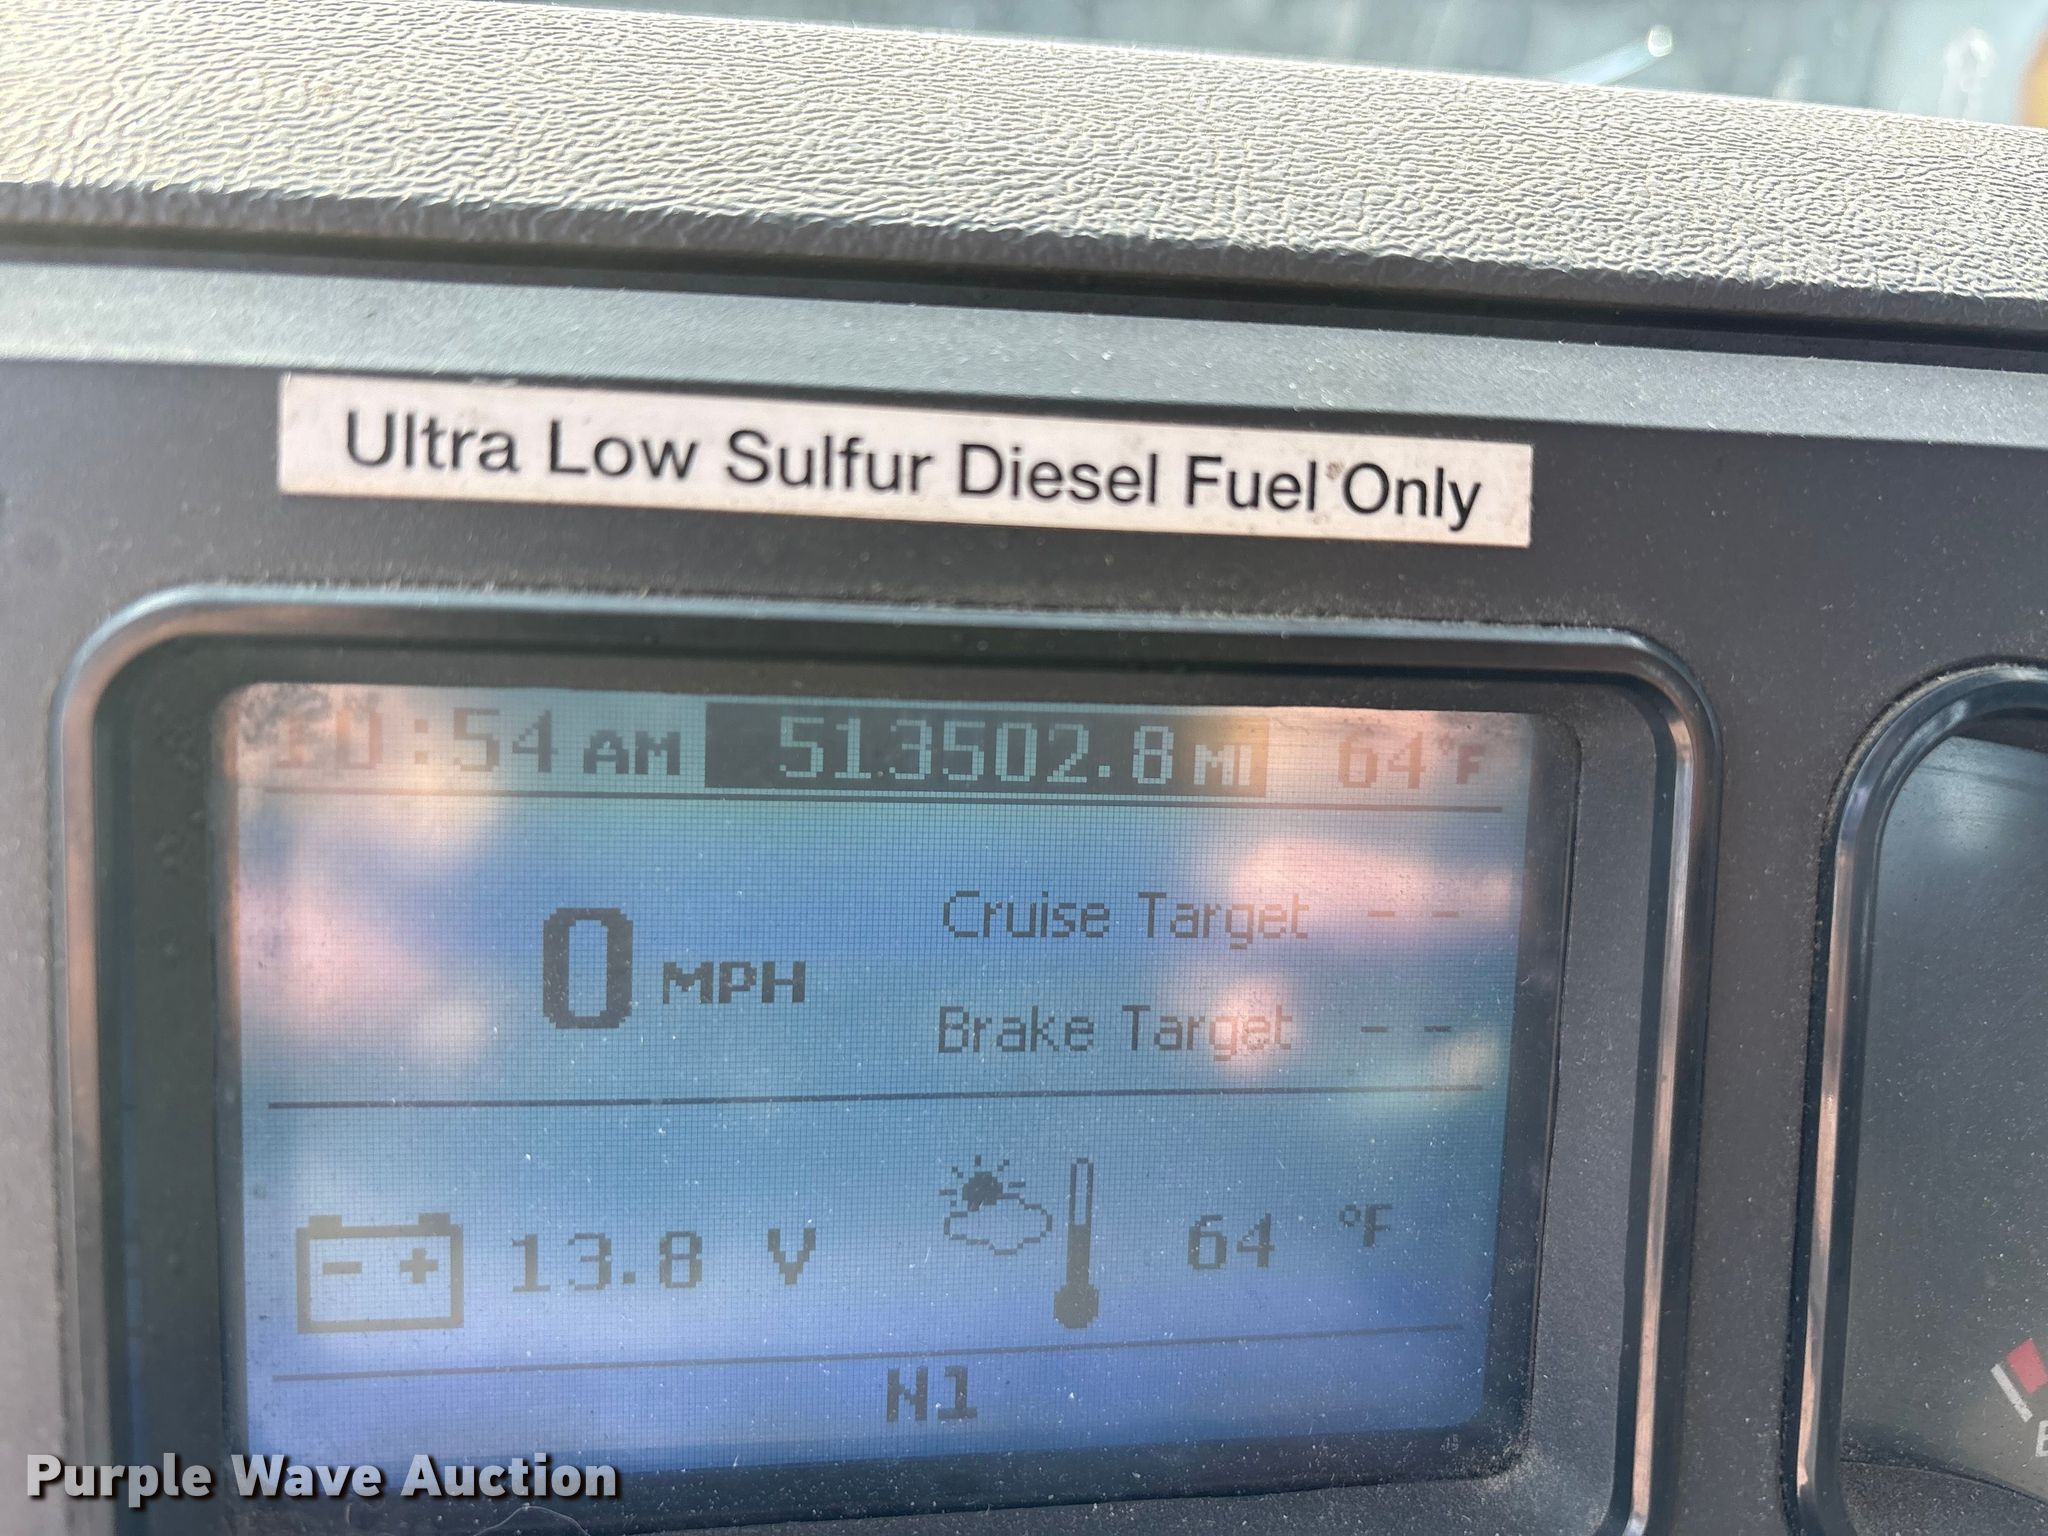 Ultra Low Sulfur Diesel Fuel Only
10:54 AM 513502.8 MI 64°F
0 MPH
Cruise Target --
Brake Target --
- + 13.8 V 64 °F
N1
E
Purple Wave Auction